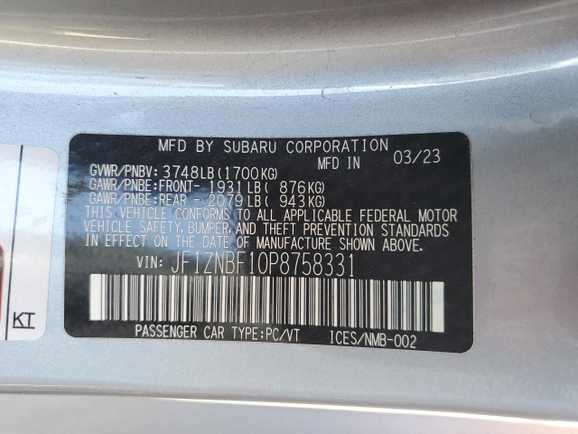 MFD BY SUBARU CORPORATION
MFD IN 03/23
GVWR/PNBV: 3748LB(1700KG)
GAWR/PNBE:FRONT- 1931LB( 876KG)
GAWR/PNBE:REAR - 2079LB( 943KG)
THIS VEHICLE CONFORMS TO ALL APPLICABLE FEDERAL MOTOR
VEHICLE SAFETY, BUMPER, AND THEFT PREVENTION STANDARDS
IN EFFECT ON THE DATE OF MANUFACTURE SHOWN ABOVE.
VIN: JF1ZNBF10P8758331
PASSENGER CAR TYPE:PC/VT ICES/NMB-002
KT